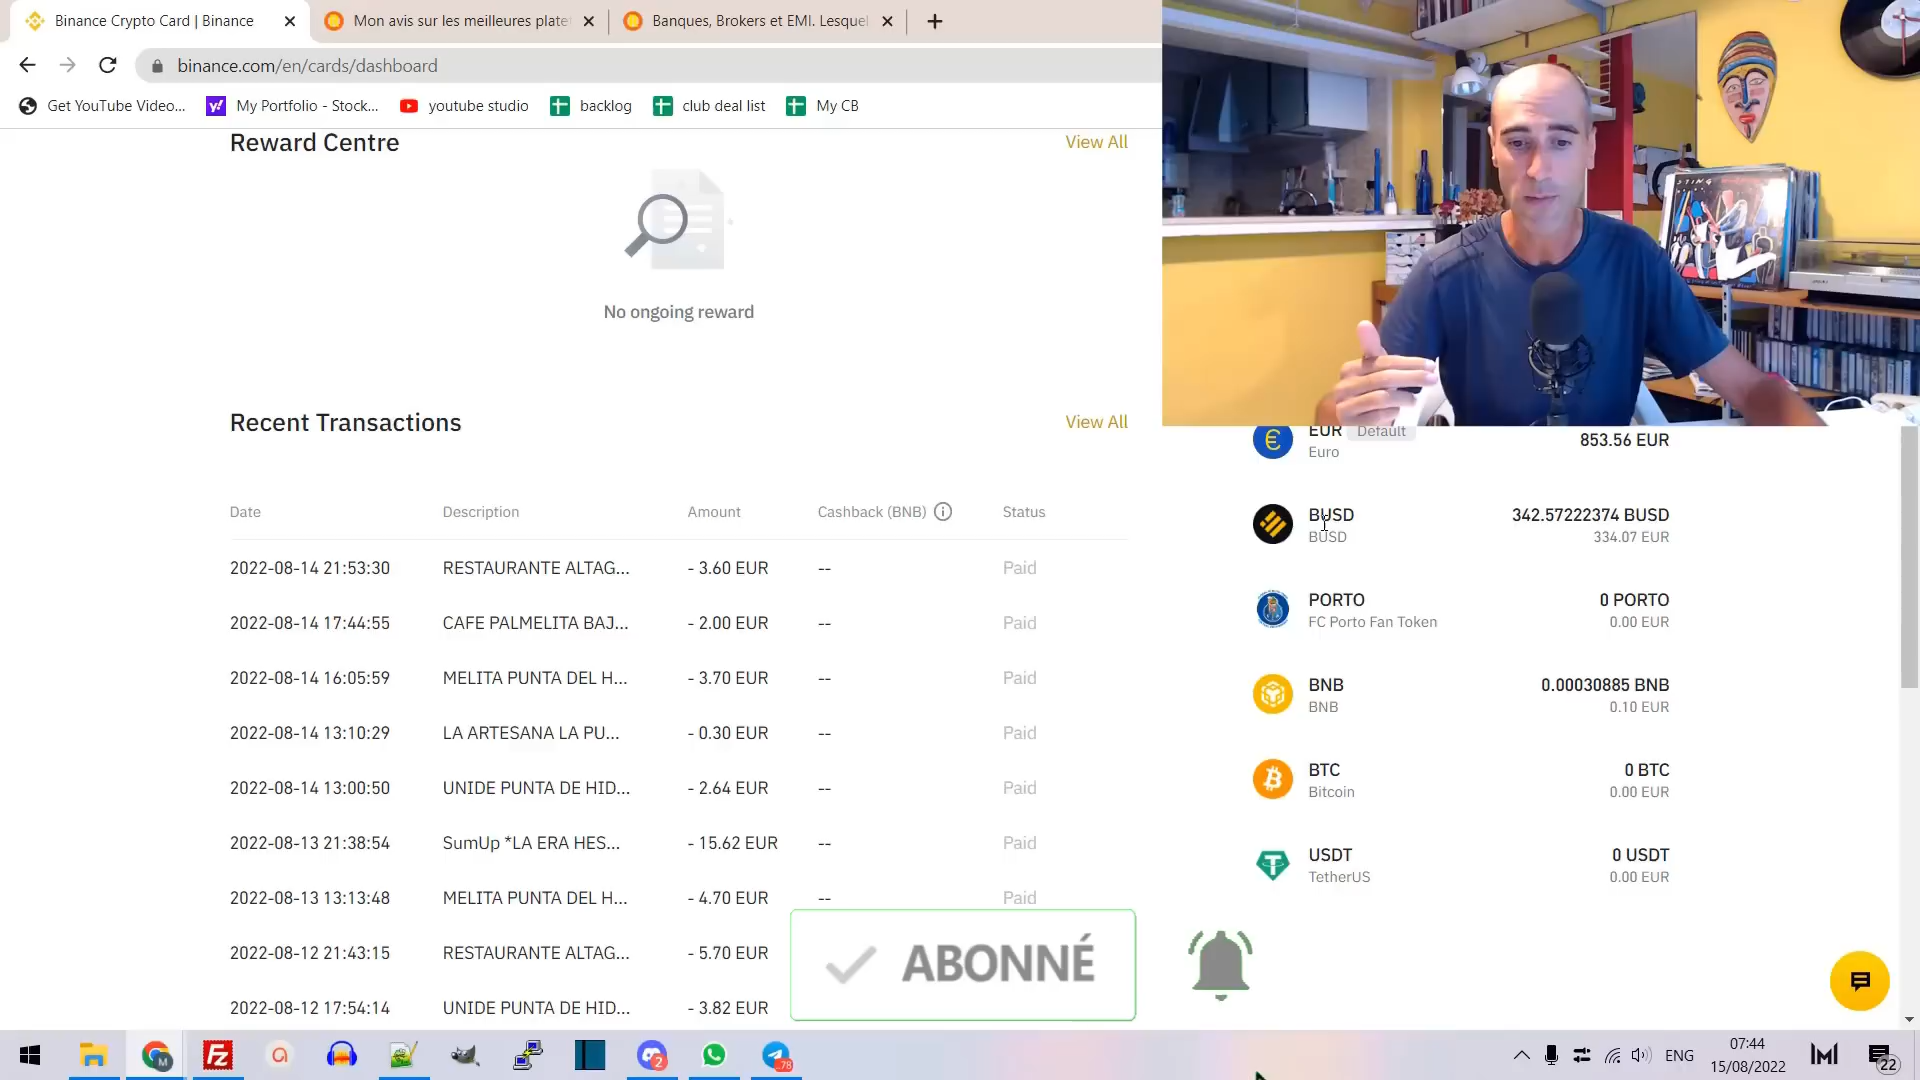 Binance Crypto Card | Binance
Mon avis sur les meilleures plate
Banques, Brokers et EMI. Lesquel
binance.com/en/cards/dashboard
Get YouTube Video...
My Portfolio - Stock...
youtube studio
backlog
club deal list
My CB
Reward Centre
View All
No ongoing reward
STING
Recent Transactions
View All
EUR Default 853.56 EUR
Euro
Date Description Amount Cashback (BNB) Status
BUSD 342.57222374 BUSD
BUSD 334.07 EUR
2022-08-14 21:53:30 RESTAURANTE ALTAG... - 3.60 EUR -- Paid
PORTO 0 PORTO
FC Porto Fan Token 0.00 EUR
2022-08-14 17:44:55 CAFE PALMELITA BAJ... - 2.00 EUR -- Paid
2022-08-14 16:05:59 MELITA PUNTA DEL H... - 3.70 EUR -- Paid
BNB 0.00030885 BNB
BNB 0.10 EUR
2022-08-14 13:10:29 LA ARTESANA LA PU... - 0.30 EUR -- Paid
BTC 0 BTC
Bitcoin 0.00 EUR
2022-08-14 13:00:50 UNIDE PUNTA DE HID... - 2.64 EUR -- Paid
2022-08-13 21:38:54 SumUp *LA ERA HES... - 15.62 EUR -- Paid
USDT 0 USDT
TetherUS 0.00 EUR
2022-08-13 13:13:48 MELITA PUNTA DEL H... - 4.70 EUR -- Paid
2022-08-12 21:43:15 RESTAURANTE ALTAG... - 5.70 EUR
ABONNÉ
2022-08-12 17:54:14 UNIDE PUNTA DE HID... - 3.82 EUR
M
2
78
ENG
07:44
15/08/2022
22